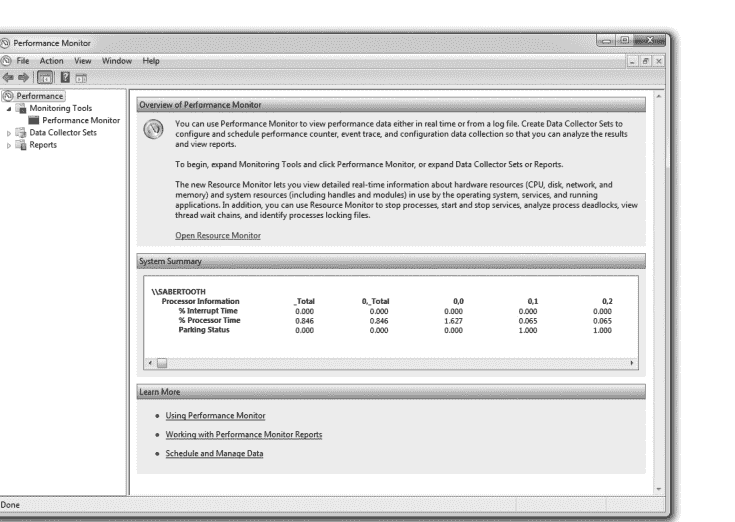 Performance Monitor
File Action View Window Help
Performance
Monitoring Tools
Performance Monitor
Data Collector Sets
Reports
Overview of Performance Monitor
You can use Performance Monitor to view performance data either in real time or from a log file. Create Data Collector Sets to
configure and schedule performance counter, event trace, and configuration data collection so that you can analyze the results
and view reports.
To begin, expand Monitoring Tools and click Performance Monitor, or expand Data Collector Sets or Reports.
The new Resource Monitor lets you view detailed real-time information about hardware resources (CPU, disk, network, and
memory) and system resources (including handles and modules) in use by the operating system, services, and running
applications. In addition, you can use Resource Monitor to stop processes, start and stop services, analyze process deadlocks, view
thread wait chains, and identify processes locking files.
Open Resource Monitor
System Summary
\\SABERTOOTH
Processor Information _Total 0,_Total 0,0 0,1 0,2
% Interrupt Time 0.000 0.000 0.000 0.000 0.000
% Processor Time 0.846 0.846 1.627 0.065 0.065
Parking Status 0.000 0.000 0.000 1.000 1.000
Learn More
Using Performance Monitor
Working with Performance Monitor Reports
Schedule and Manage Data
Done